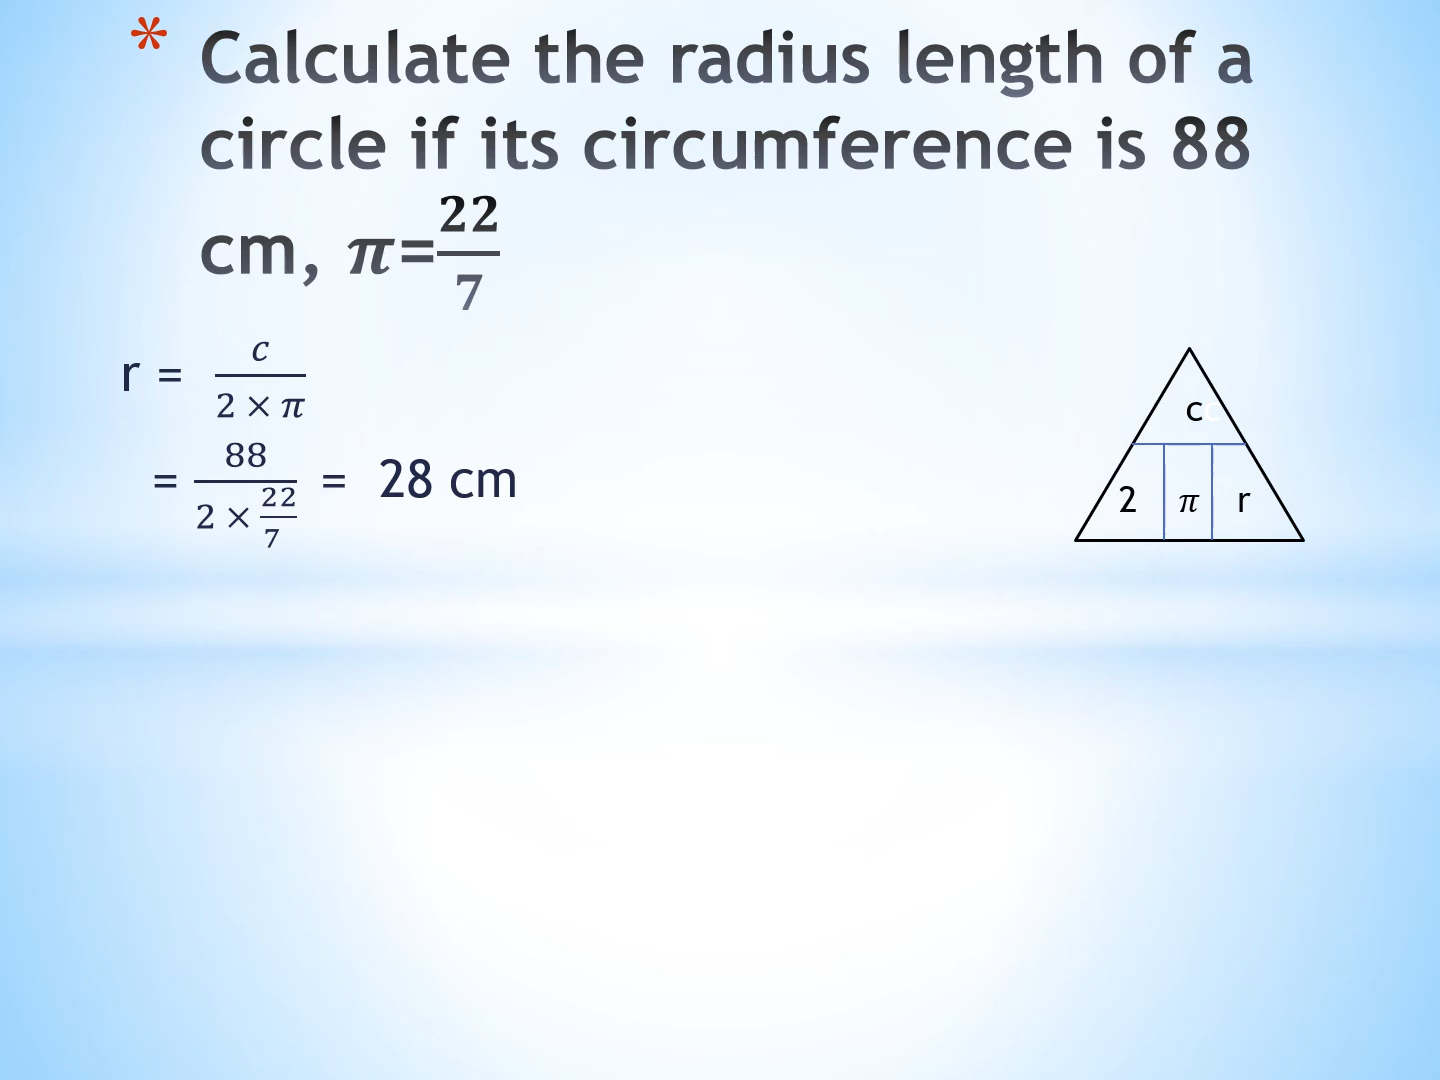 * Calculate the radius length of a
circle if its circumference is 88
cm, π=22/7
r = c/(2 × π)
= 88/(2 × 22/7) = 28 cm
cc
2 π r